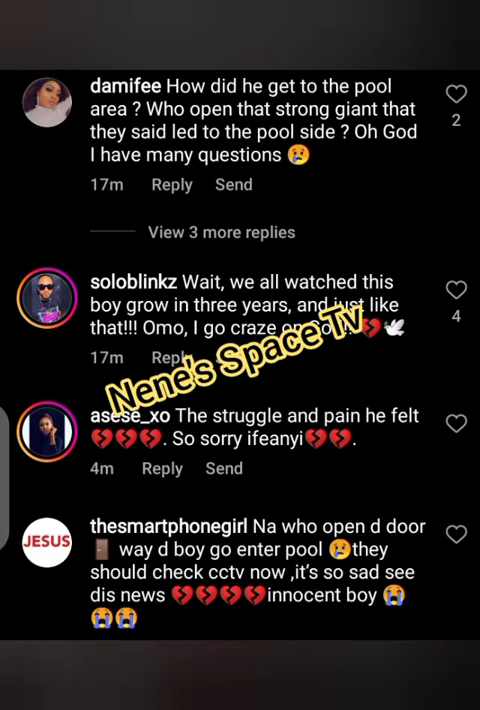 damifee How did he get to the pool
area ? Who open that strong giant that
they said led to the pool side ? Oh God
I have many questions 😢
2
17m Reply Send
View 3 more replies
soloblinkz Wait, we all watched this
boy grow in three years, and just like
that!!! Omo, I go craze 💔🕊️
4
17m Reply
Nene's Space Tv
asese_xo The struggle and pain he felt
💔💔💔. So sorry ifeanyi💔💔.
4m Reply Send
JESUS
thesmartphonegirl Na who open d door
🚪 way d boy go enter pool 😢they
should check cctv now ,it's so sad see
dis news 💔💔💔💔innocent boy 😭
😭😭